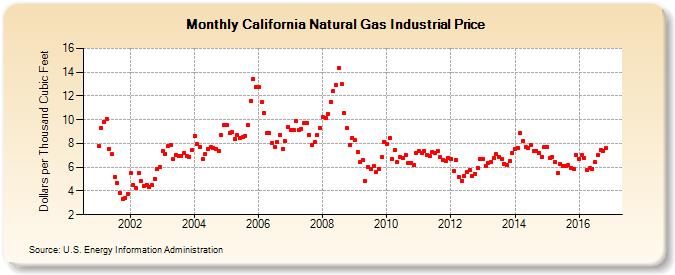 Monthly California Natural Gas Industrial Price
Dollars per Thousand Cubic Feet
16
14
12
10
8
6
4
2
2002 2004 2006 2008 2010 2012 2014 2016
Source: U.S. Energy Information Administration